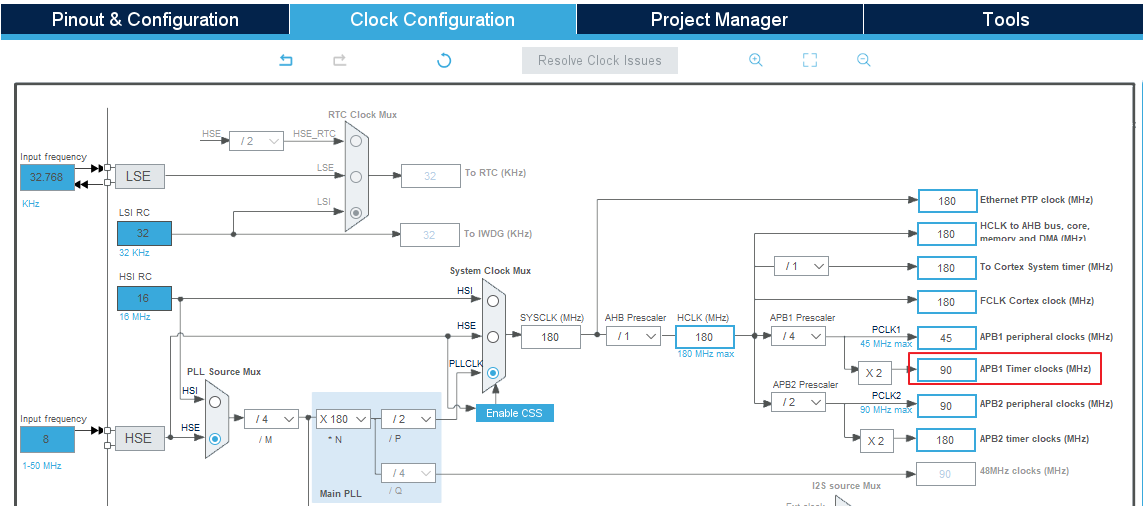 Pinout & Configuration
Clock Configuration
Project Manager
Tools
Resolve Clock Issues
RTC Clock Mux
HSE
/ 2
HSE_RTC
Input frequency
32.768
KHz
LSE
LSE
32
To RTC (KHz)
LSI RC
32
32 KHz
LSI
32
To IWDG (KHz)
HSI RC
16
16 MHz
System Clock Mux
HSI
HSE
PLLCLK
SYSCLK (MHz)
180
AHB Prescaler
/ 1
HCLK (MHz)
180
180 MHz max
180
Ethernet PTP clock (MHz)
180
HCLK to AHB bus, core,
memory and DMA (MHz)
/ 1
180
To Cortex System timer (MHz)
180
FCLK Cortex clock (MHz)
APB1 Prescaler
/ 4
PCLK1
45 MHz max
45
APB1 peripheral clocks (MHz)
X 2
90
APB1 Timer clocks (MHz)
APB2 Prescaler
/ 2
PCLK2
90 MHz max
90
APB2 peripheral clocks (MHz)
X 2
180
APB2 timer clocks (MHz)
PLL Source Mux
HSI
HSE
Enable CSS
Input frequency
8
1-50 MHz
HSE
/ 4
/ M
X 180
* N
/ 2
/ P
/ 4
/ Q
Main PLL
90
48MHz clocks (MHz)
I2S source Mux